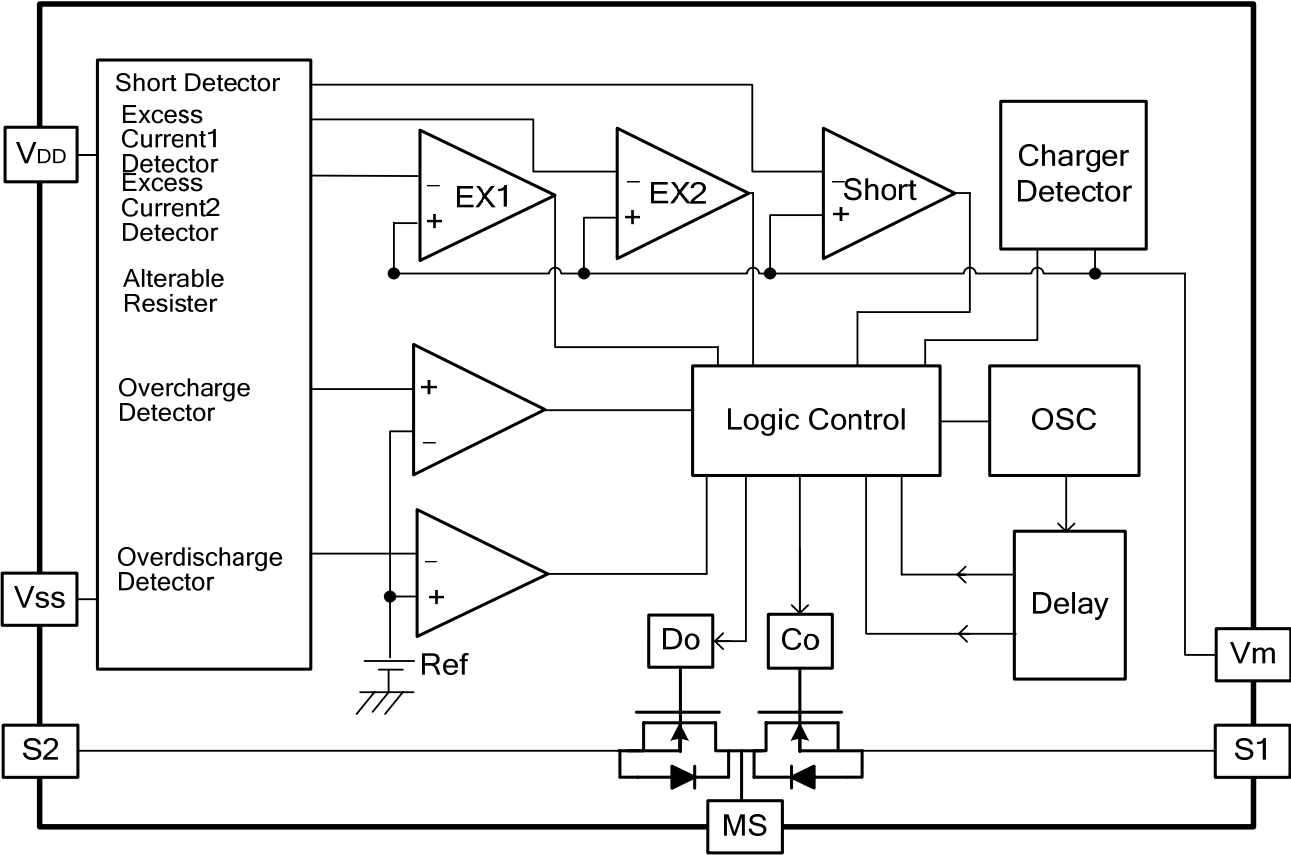 Short Detector
Excess
Current1
Detector
Excess
Current2
Detector
Alterable
Resister
Overcharge
Detector
Overdischarge
Detector
VDD
Vss
S2
EX1
− +
EX2
− +
Short
− +
Charger
Detector
+ −
− +
Ref
Logic Control
OSC
Delay
Do
Co
Vm
S1
MS